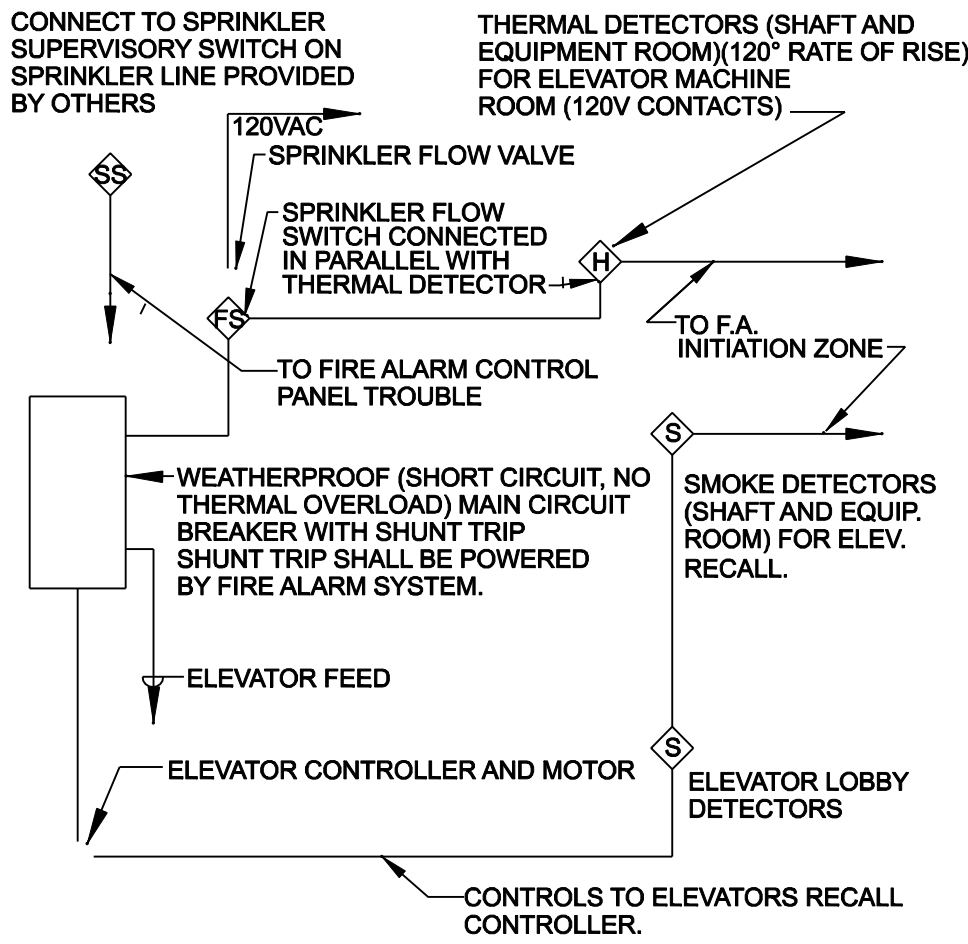 CONNECT TO SPRINKLER
SUPERVISORY SWITCH ON
SPRINKLER LINE PROVIDED
BY OTHERS
THERMAL DETECTORS (SHAFT AND
EQUIPMENT ROOM)(120° RATE OF RISE)
FOR ELEVATOR MACHINE
ROOM (120V CONTACTS)
120VAC
SPRINKLER FLOW VALVE
SS
SPRINKLER FLOW
SWITCH CONNECTED
IN PARALLEL WITH
THERMAL DETECTOR
H
FS
TO F.A.
INITIATION ZONE
TO FIRE ALARM CONTROL
PANEL TROUBLE
S
WEATHERPROOF (SHORT CIRCUIT, NO
THERMAL OVERLOAD) MAIN CIRCUIT
BREAKER WITH SHUNT TRIP
SHUNT TRIP SHALL BE POWERED
BY FIRE ALARM SYSTEM.
SMOKE DETECTORS
(SHAFT AND EQUIP.
ROOM) FOR ELEV.
RECALL.
ELEVATOR FEED
S
ELEVATOR CONTROLLER AND MOTOR
ELEVATOR LOBBY
DETECTORS
CONTROLS TO ELEVATORS RECALL
CONTROLLER.